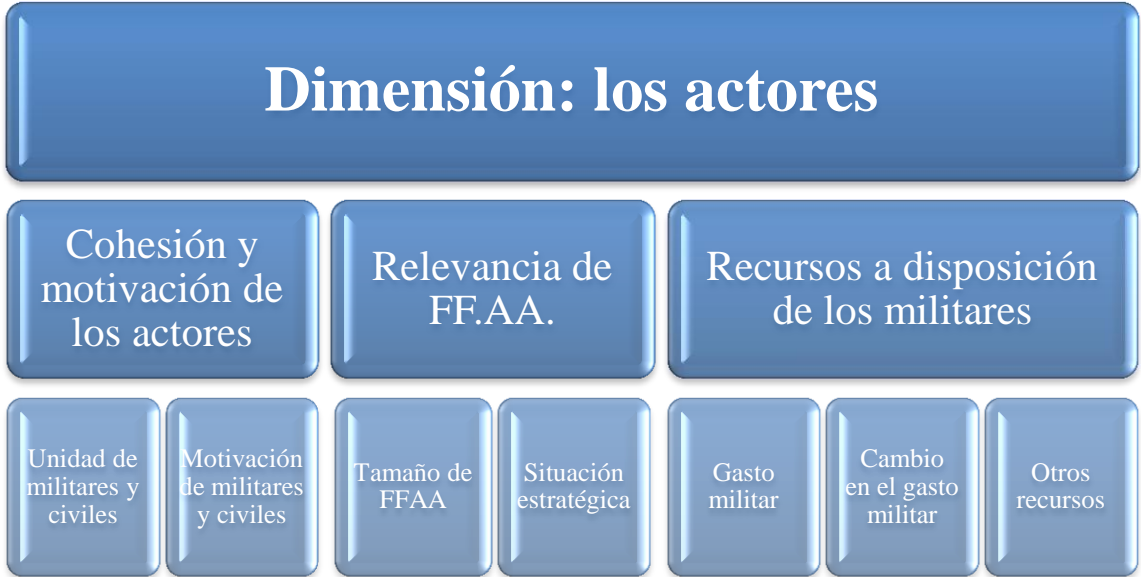 Dimensión: los actores
Cohesión y
motivación de
los actores
Relevancia de
FF.AA.
Recursos a disposición
de los militares
Unidad de
militares y
civiles
Motivación
de militares
y civiles
Tamaño de
FFAA
Situación
estratégica
Gasto
militar
Cambio
en el gasto
militar
Otros
recursos